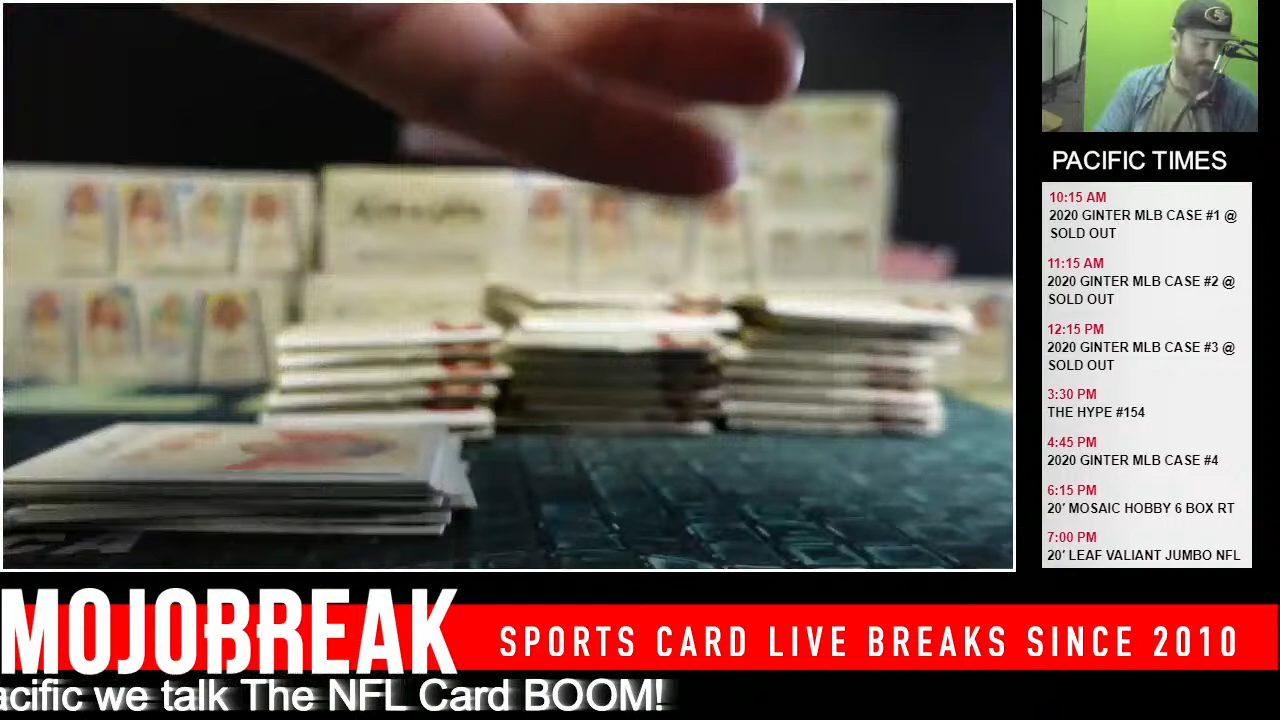 PACIFIC TIMES
10:15 AM
2020 GINTER MLB CASE #1 @
SOLD OUT
11:15 AM
2020 GINTER MLB CASE #2 @
SOLD OUT
12:15 PM
2020 GINTER MLB CASE #3 @
SOLD OUT
3:30 PM
THE HYPE #154
4:45 PM
2020 GINTER MLB CASE #4
6:15 PM
20' MOSAIC HOBBY 6 BOX RT
7:00 PM
20' LEAF VALIANT JUMBO NFL
MOJOBREAK
SPORTS CARD LIVE BREAKS SINCE 2010
acific we talk The NFL Card BOOM!